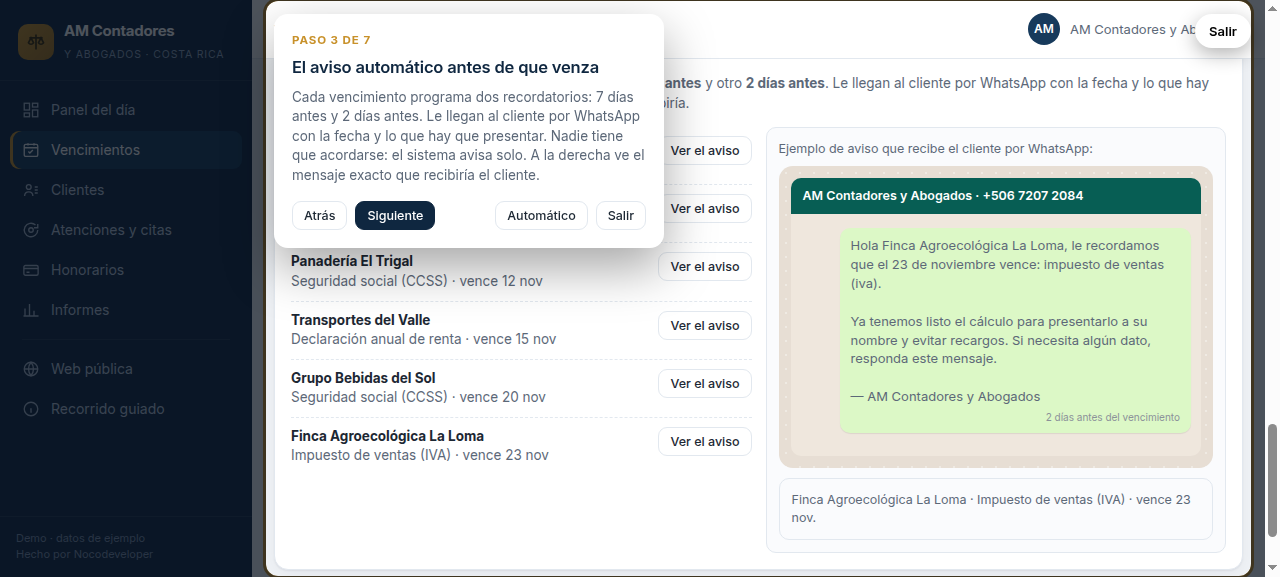 AM Contadores
Y ABOGADOS · COSTA RICA
Panel del día
Vencimientos
Clientes
Atenciones y citas
Honorarios
Informes
Web pública
Recorrido guiado
Demo · datos de ejemplo
Hecho por Nocodeveloper
PASO 3 DE 7
El aviso automático antes de que venza
Cada vencimiento programa dos recordatorios: 7 días
antes y 2 días antes. Le llegan al cliente por WhatsApp
con la fecha y lo que hay que presentar. Nadie tiene
que acordarse: el sistema avisa solo. A la derecha ve el
mensaje exacto que recibiría el cliente.
Atrás
Siguiente
Automático
Salir
AM
AM Contadores y Ab
Salir
antes y otro 2 días antes. Le llegan al cliente por WhatsApp con la fecha y lo que hay
Ver el aviso
Ver el aviso
Panadería El Trigal
Seguridad social (CCSS) · vence 12 nov
Ver el aviso
Transportes del Valle
Declaración anual de renta · vence 15 nov
Ver el aviso
Grupo Bebidas del Sol
Seguridad social (CCSS) · vence 20 nov
Ver el aviso
Finca Agroecológica La Loma
Impuesto de ventas (IVA) · vence 23 nov
Ver el aviso
Ejemplo de aviso que recibe el cliente por WhatsApp:
AM Contadores y Abogados · +506 7207 2084
Hola Finca Agroecológica La Loma, le recordamos
que el 23 de noviembre vence: impuesto de ventas
(iva).
Ya tenemos listo el cálculo para presentarlo a su
nombre y evitar recargos. Si necesita algún dato,
responda este mensaje.
— AM Contadores y Abogados
2 días antes del vencimiento
Finca Agroecológica La Loma · Impuesto de ventas (IVA) · vence 23
nov.